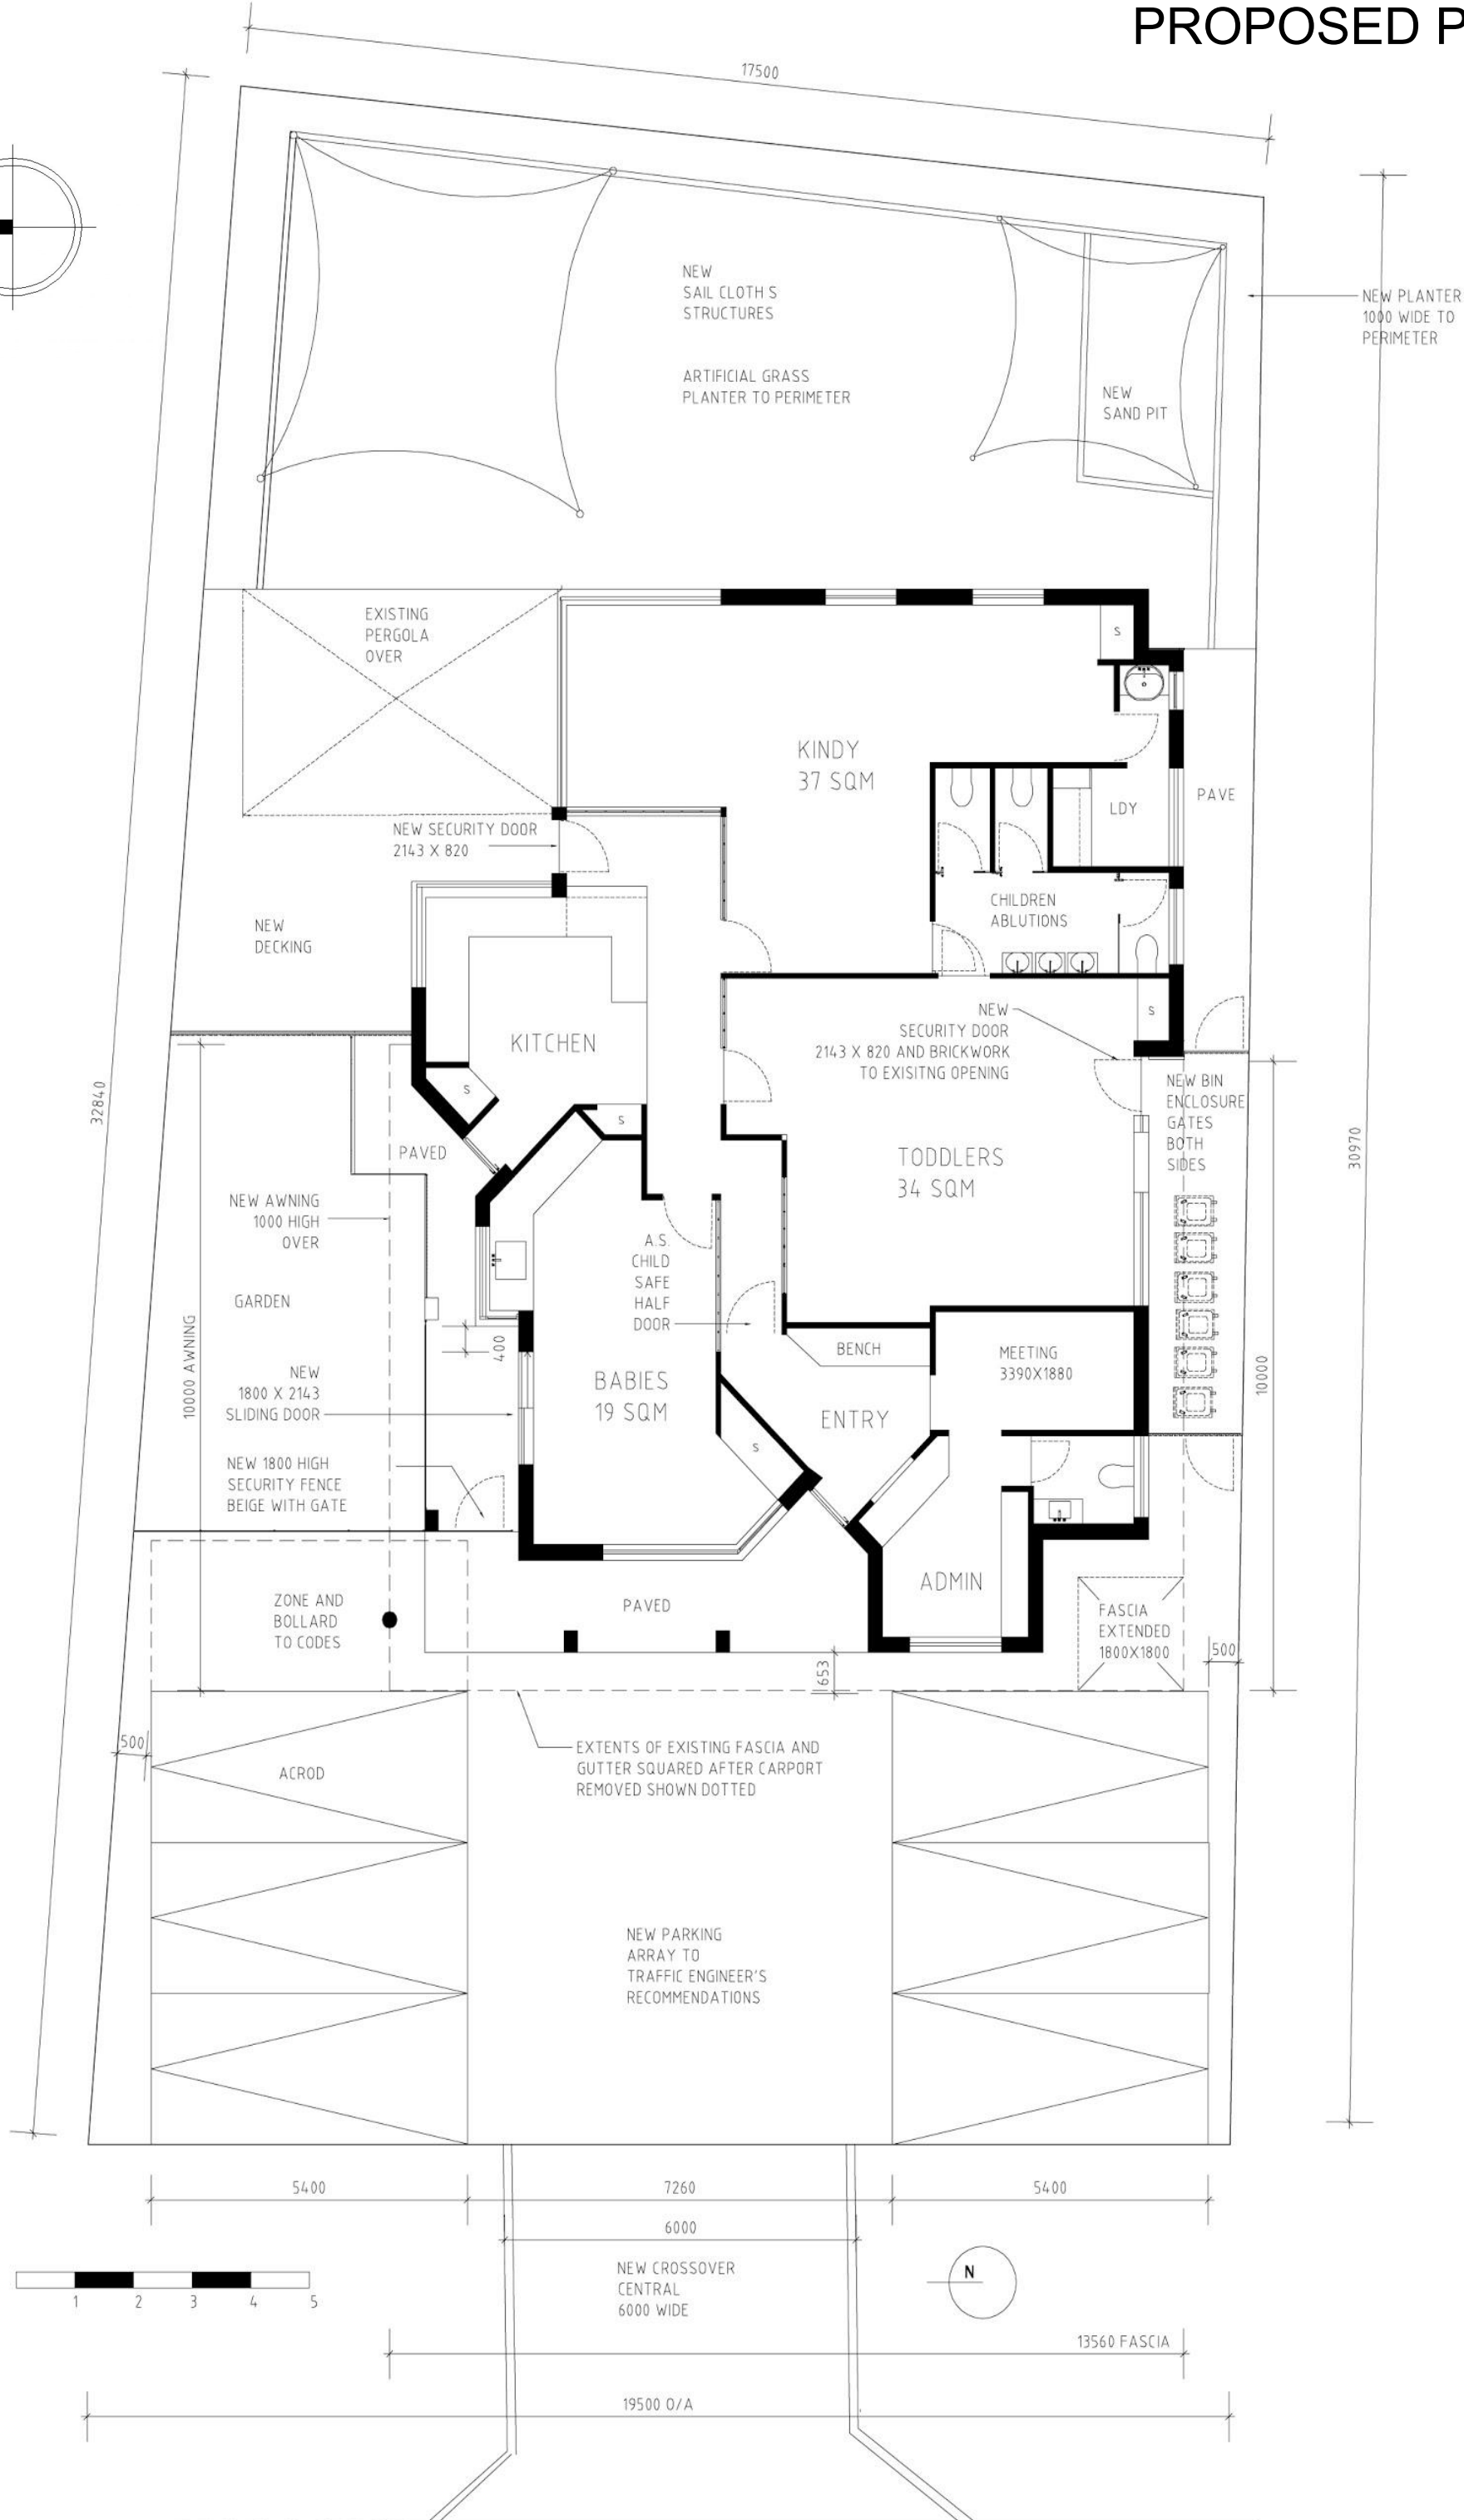 PROPOSED P
17500
NEW
SAIL CLOTH S
STRUCTURES
ARTIFICIAL GRASS
PLANTER TO PERIMETER
NEW
SAND PIT
NEW PLANTER
1000 WIDE TO
PERIMETER
EXISTING
PERGOLA
OVER
S
KINDY
37 SQM
LDY
PAVE
NEW SECURITY DOOR
2143 X 820
CHILDREN
ABLUTIONS
NEW
DECKING
NEW
SECURITY DOOR
2143 X 820 AND BRICKWORK
TO EXISITNG OPENING
S
KITCHEN
S
S
32840
30970
NEW BIN
ENCLOSURE
GATES
BOTH
SIDES
PAVED
TODDLERS
34 SQM
NEW AWNING
1000 HIGH
OVER
A.S.
CHILD
SAFE
HALF
DOOR
GARDEN
10000 AWNING
400
BENCH
MEETING
3390X1880
10000
NEW
1800 X 2143
SLIDING DOOR
BABIES
19 SQM
ENTRY
S
NEW 1800 HIGH
SECURITY FENCE
BEIGE WITH GATE
ADMIN
ZONE AND
BOLLARD
TO CODES
PAVED
FASCIA
EXTENDED
1800X1800
500
653
500
ACROD
EXTENTS OF EXISTING FASCIA AND
GUTTER SQUARED AFTER CARPORT
REMOVED SHOWN DOTTED
NEW PARKING
ARRAY TO
TRAFFIC ENGINEER'S
RECOMMENDATIONS
5400
7260
5400
6000
NEW CROSSOVER
CENTRAL
6000 WIDE
N
1 2 3 4 5
13560 FASCIA
19500 O/A